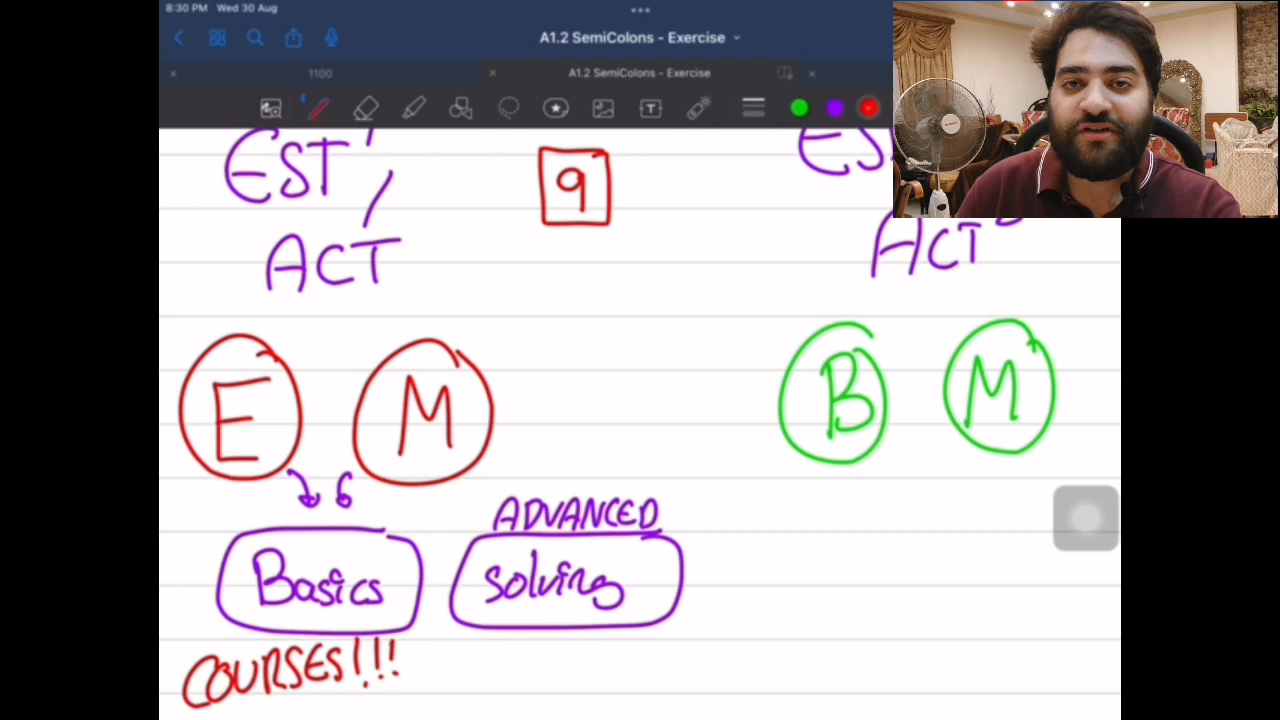 8:30 PM Wed 30 Aug
A1.2 SemiColons - Exercise
1100
A1.2 SemiColons - Exercise
T
EST,
ACT
9
ES
ACT
E M
B M
ADVANCED
Basics
Solving
COURSES!!!